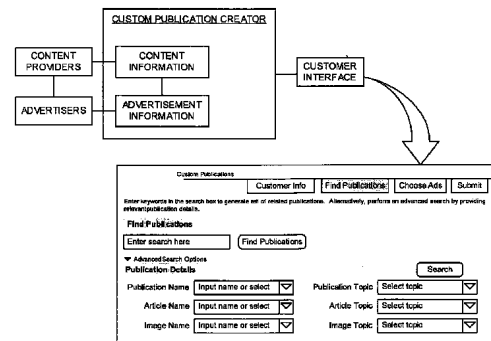 CUSTOM PUBLICATION CREATOR
CONTENT
PROVIDERS
CONTENT
INFORMATION
CUSTOMER
INTERFACE
ADVERTISERS
ADVERTISEMENT
INFORMATION
Custom Publications
Customer Info
Find Publications
Choose Ads
Submit
Enter keywords in the search box to generate set of related publications. Alternatively, perform an advanced search by providing
relevant publication details.
Find Publications
Enter search here
Find Publications
Advanced Search Options
Publication Details
Search
Publication Name Input name or select
Publication Topic Select topic
Article Name Input name or select
Article Topic Select topic
Image Name Input name or select
Image Topic Select topic